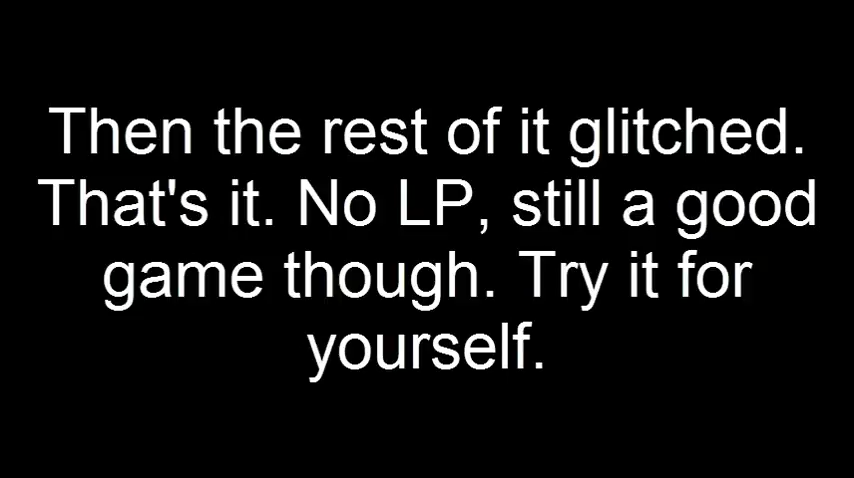 Then the rest of it glitched.
That's it. No LP, still a good
game though. Try it for
yourself.